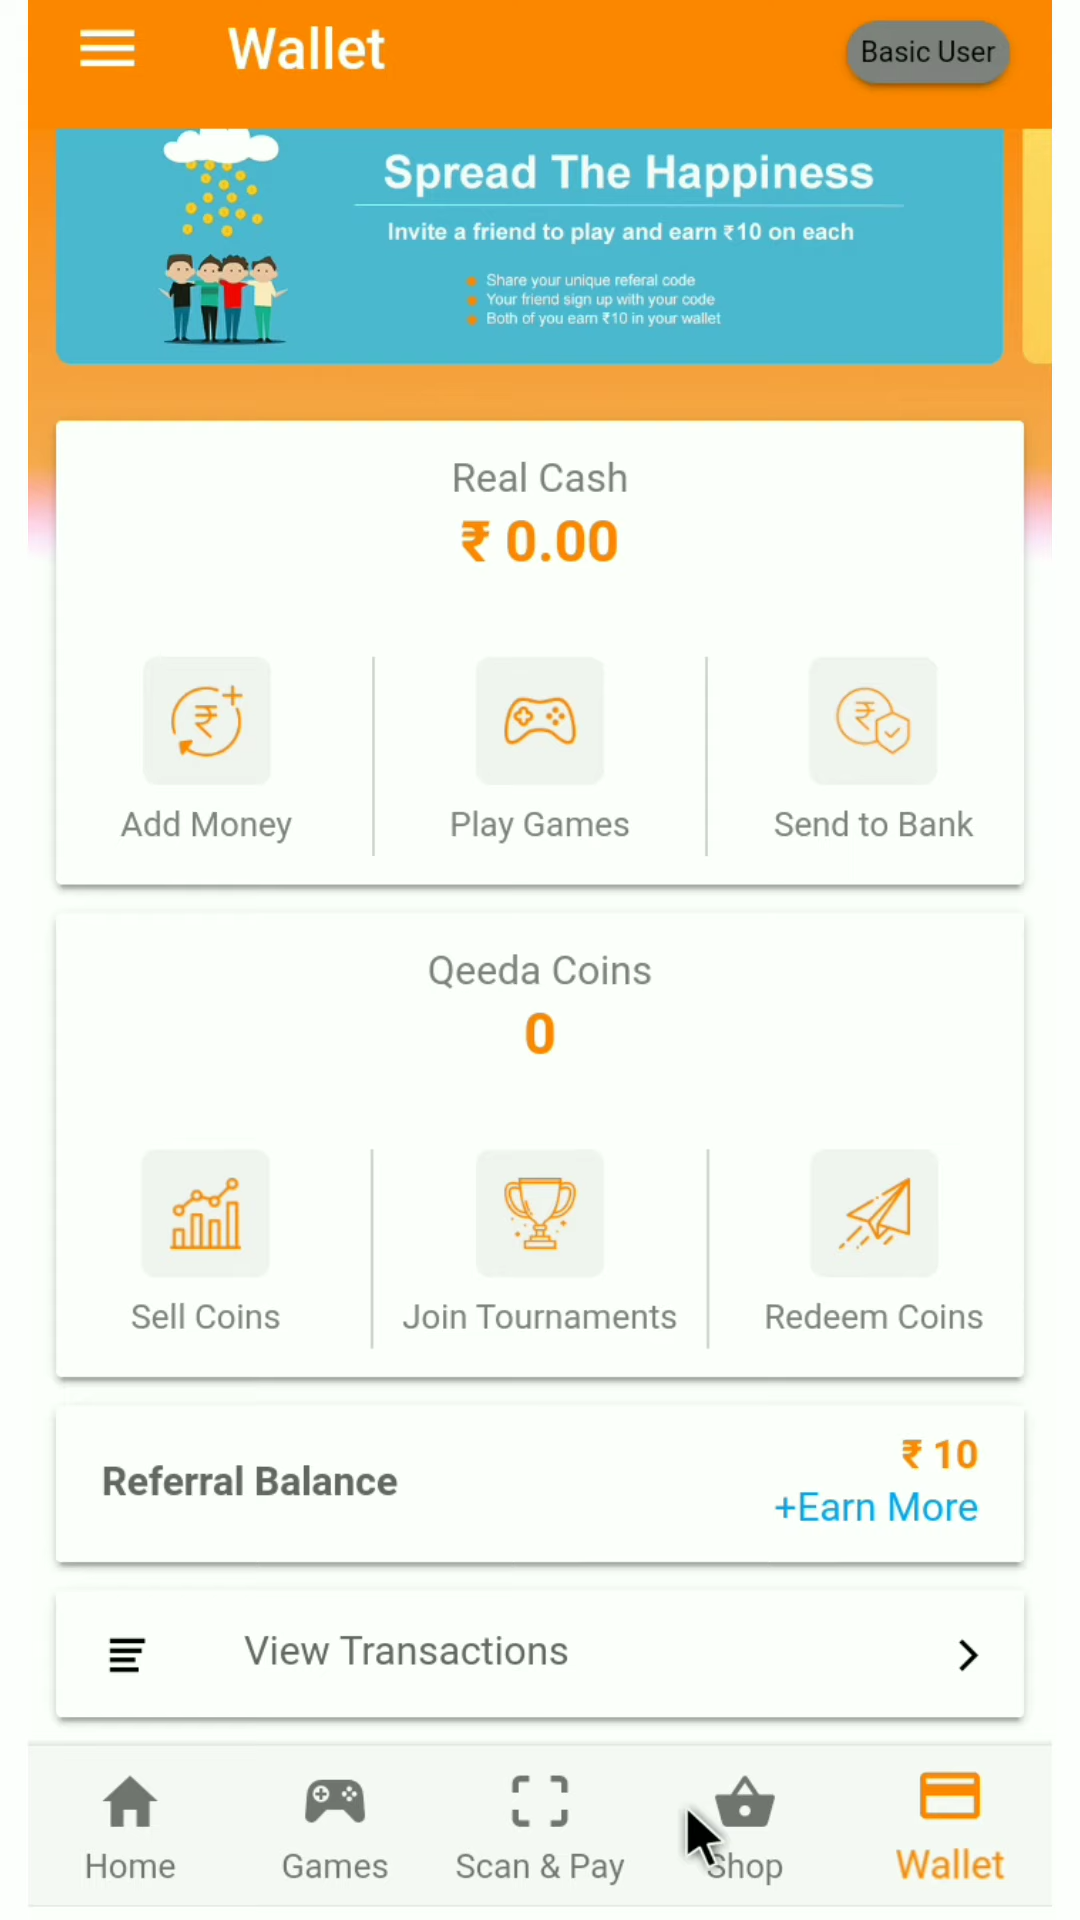 Wallet
Basic User
Spread The Happiness
Invite a friend to play and earn ₹10 on each
Share your unique referal code
Your friend sign up with your code
Both of you earn ₹10 in your wallet
Real Cash
₹ 0.00
Add Money
Play Games
Send to Bank
Qeeda Coins
0
Sell Coins
Join Tournaments
Redeem Coins
Referral Balance
₹ 10
+Earn More
View Transactions
Home
Games
Scan & Pay
Shop
Wallet